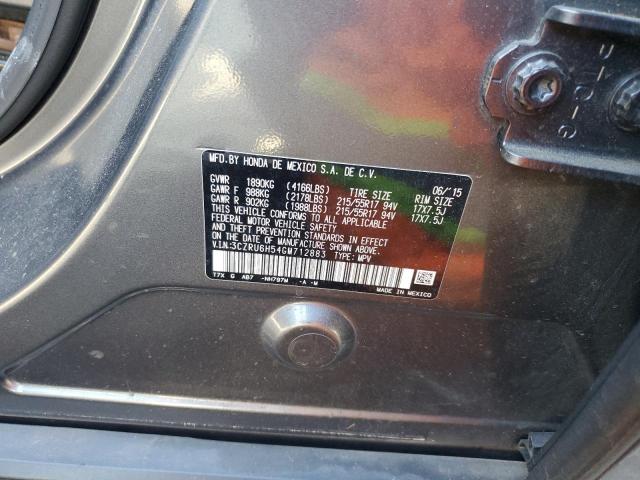 MFD.BY HONDA DE MEXICO S.A. DE C.V.
06/15
GVWR 1890KG (4166LBS) TIRE SIZE RIM SIZE
GAWR F 988KG (2178LBS) 215/55R17 94V 17X7.5J
GAWR R 902KG (1988LBS) 215/55R17 94V 17X7.5J
THIS VEHICLE CONFORMS TO ALL APPLICABLE
FEDERAL MOTOR VEHICLE SAFETY
AND THEFT PREVENTION STANDARDS IN EFFECT ON
THE DATE OF MANUFACTURE SHOWN ABOVE.
V.I.N:3CZRU6H54GM712883 TYPE: MPV
T7X G AB7 -NH797M -A -M
MADE IN MEXICO